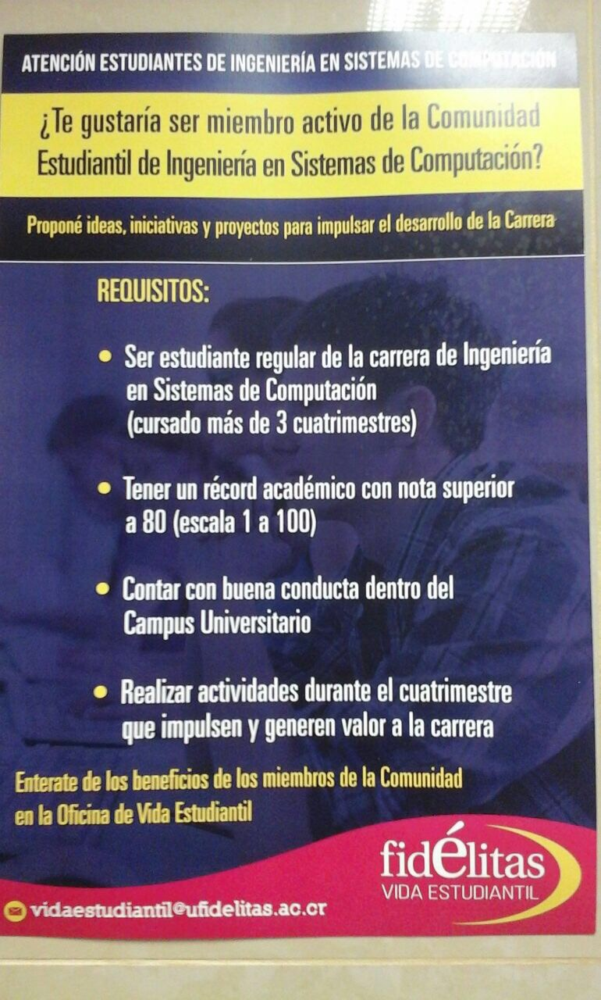 ATENCIÓN ESTUDIANTES DE INGENIERÍA EN SISTEMAS DE COMPUTACIÓN
¿Te gustaría ser miembro activo de la Comunidad
Estudiantil de Ingeniería en Sistemas de Computación?
Proponé ideas, iniciativas y proyectos para impulsar el desarrollo de la Carrera
REQUISITOS:
• Ser estudiante regular de la carrera de Ingeniería
en Sistemas de Computación
(cursado más de 3 cuatrimestres)
• Tener un récord académico con nota superior
a 80 (escala 1 a 100)
• Contar con buena conducta dentro del
Campus Universitario
• Realizar actividades durante el cuatrimestre
que impulsen y generen valor a la carrera
Enterate de los beneficios de los miembros de la Comunidad
en la Oficina de Vida Estudiantil
fidélitas
VIDA ESTUDIANTIL
vidaestudiantil@ufidelitas.ac.cr